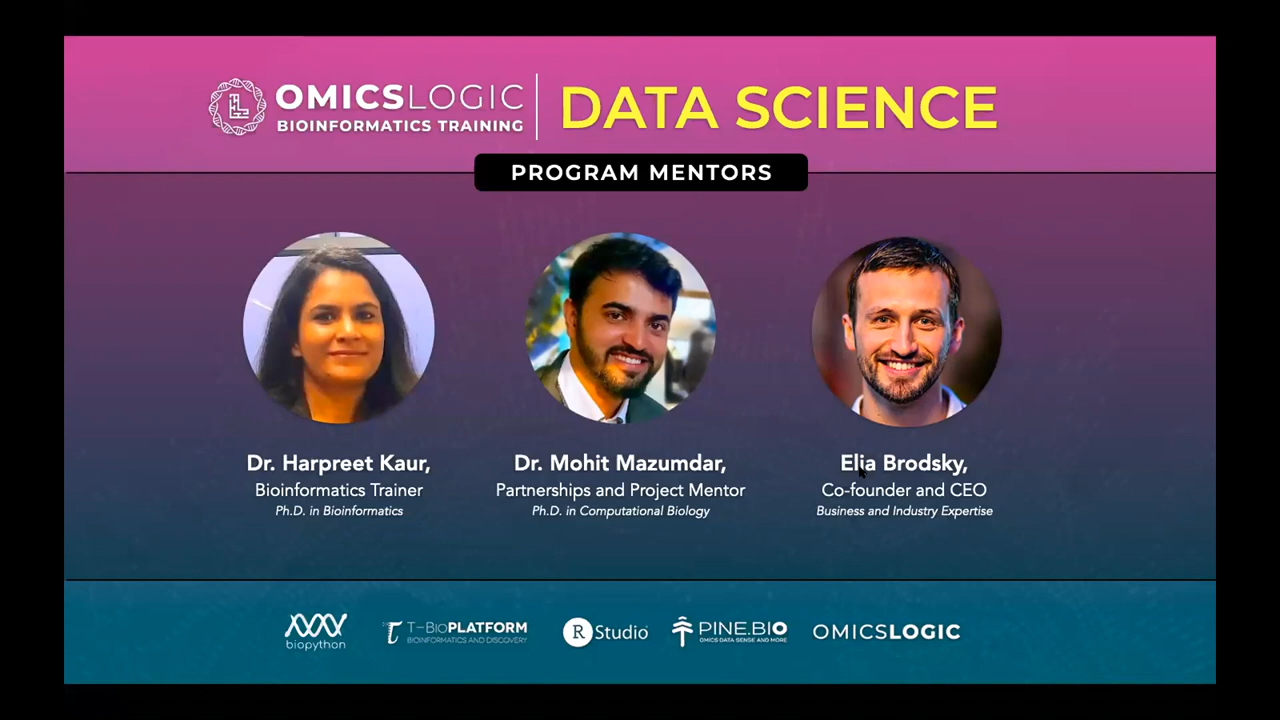 OMICSLOGIC
BIOINFORMATICS TRAINING
DATA SCIENCE
PROGRAM MENTORS
Dr. Harpreet Kaur,
Bioinformatics Trainer
Ph.D. in Bioinformatics
Dr. Mohit Mazumdar,
Partnerships and Project Mentor
Ph.D. in Computational Biology
Elia Brodsky,
Co-founder and CEO
Business and Industry Expertise
biopython
T-BioPLATFORM
BIOINFORMATICS AND DISCOVERY
R Studio
PINE.BIO
OMICS DATA SENSE AND MORE
OMICSLOGIC